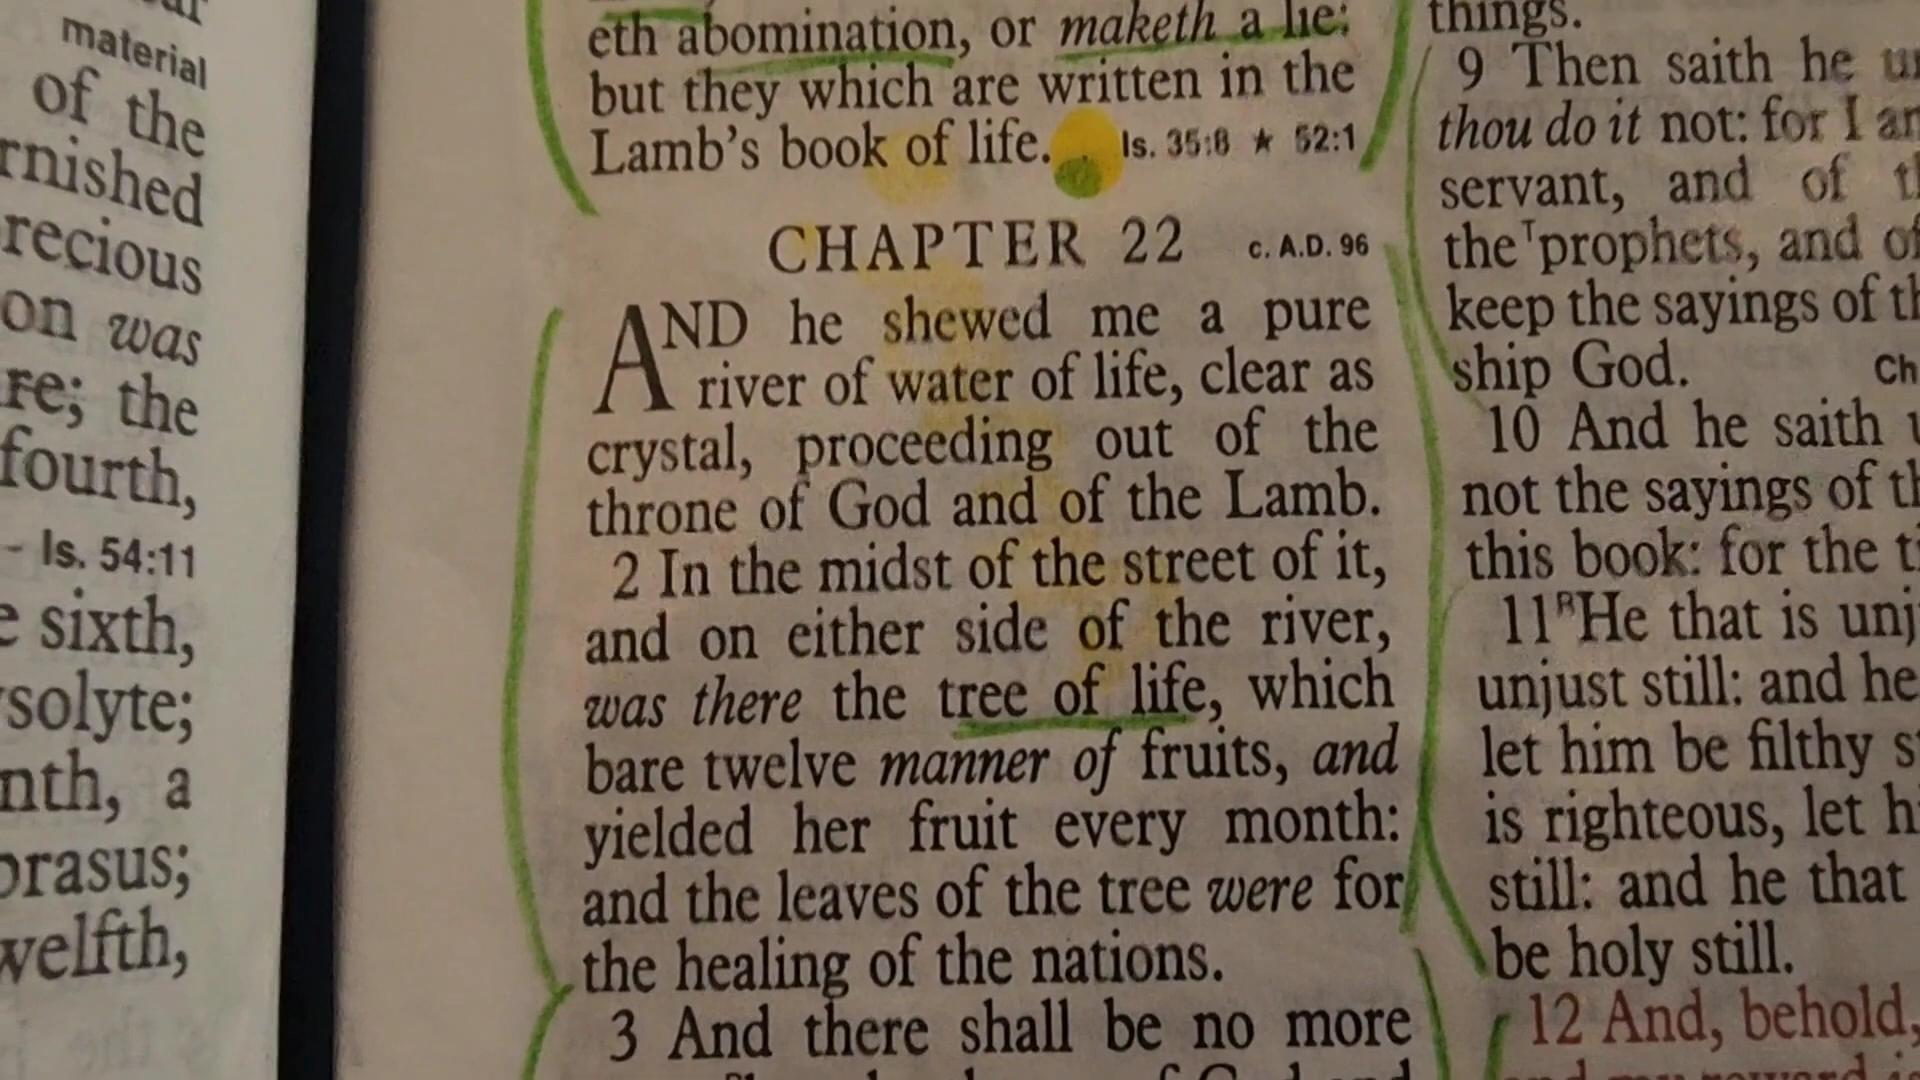 material
of the
rnished
recious
on was
re; the
fourth,
- Is. 54:11
e sixth,
solyte;
nth, a
prasus;
welfth,
eth abomination, or maketh a lie:
but they which are written in the
Lamb's book of life. Is. 35:8 ★ 52:1
CHAPTER 22 c. A.D. 96
AND he shewed me a pure
river of water of life, clear as
crystal, proceeding out of the
throne of God and of the Lamb.
2 In the midst of the street of it,
and on either side of the river,
was there the tree of life, which
bare twelve manner of fruits, and
yielded her fruit every month:
and the leaves of the tree were for
the healing of the nations.
3 And there shall be no more
things.
9 Then saith he
thou do it not: for I am
servant, and of
the prophets, and of
keep the sayings of
ship God. Ch
10 And he saith
not the sayings of
this book: for the
11 ᴿHe that is unj
unjust still: and he
let him be filthy
is righteous, let
still: and he that
be holy still.
12 And, behold,